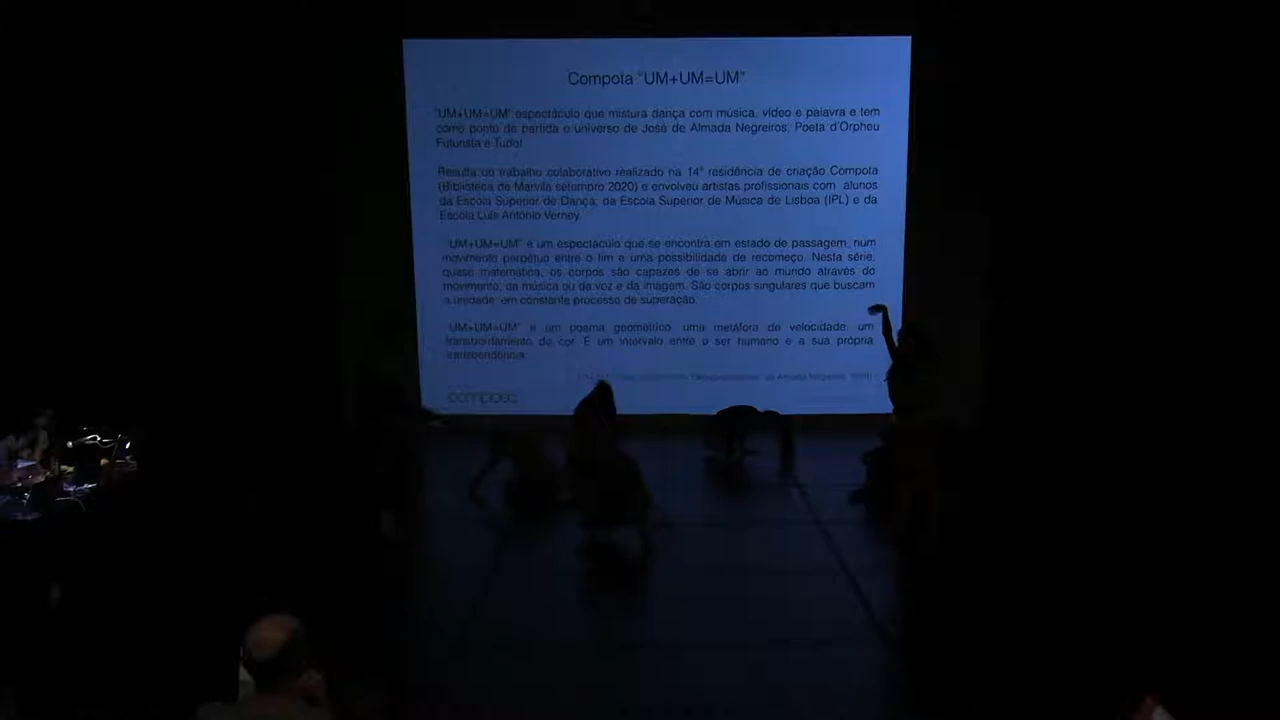 Compota "UM+UM=UM"
"UM+UM=UM" espectáculo que mistura dança com música, vídeo e palavra e tem
como ponto de partida o universo de José de Almada Negreiros, Poeta d'Orpheu
Futurista e Tudo!
Resulta do trabalho colaborativo realizado na 14ª residência de criação Compota
(Biblioteca de Marvila setembro 2020) e envolveu artistas profissionais com alunos
da Escola Superior de Dança, da Escola Superior de Música de Lisboa (IPL) e da
Escola Luís António Verney.
"UM+UM=UM" é um espectáculo que se encontra em estado de passagem, num
movimento perpétuo entre o fim e uma possibilidade de recomeço. Nesta série,
quase matemática, os corpos são capazes de se abrir ao mundo através do
movimento, da música ou da voz e da imagem. São corpos singulares que buscam
a unidade, em constante processo de superação.
"UM+UM=UM" é um poema geométrico, uma metáfora de velocidade, um
transbordamento de cor. É um intervalo entre o ser humano e a sua própria
transcendência.
de Almada Negreiros